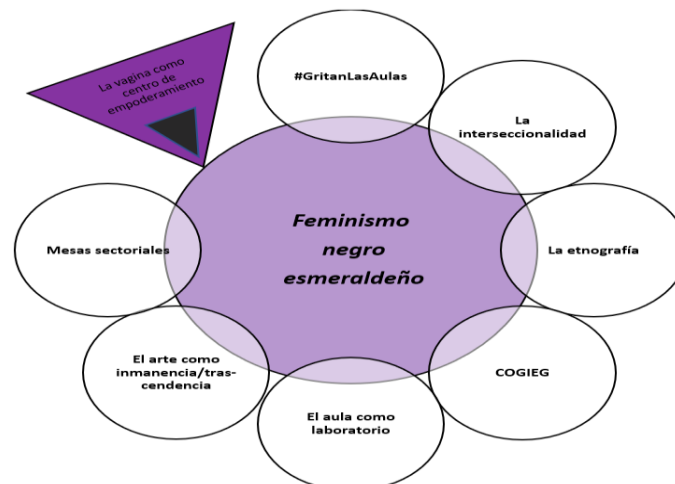 La vagina como
centro de
empoderamiento
#GritanLasAulas
La
interseccionalidad
Feminismo
negro
esmeraldeño
Mesas sectoriales
La etnografía
El arte como
inmanencia/tras-
cendencia
COGIEG
El aula como
laboratorio